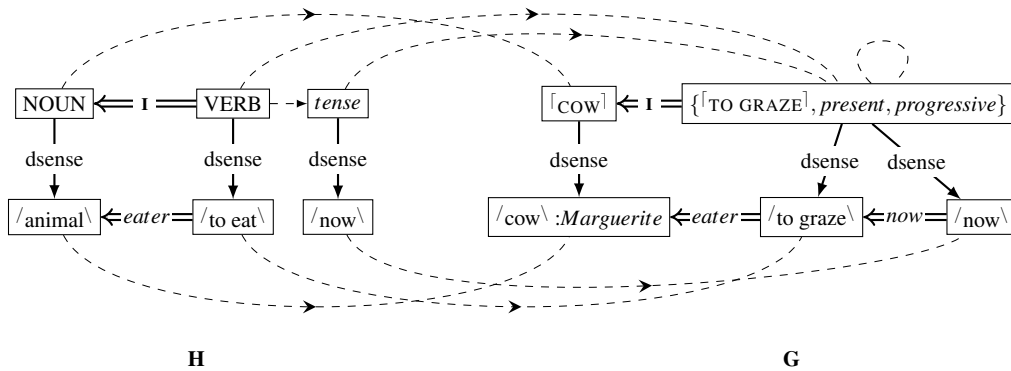 NOUN I VERB tense ⌈COW⌉ I {⌈TO GRAZE⌉, present, progressive}
dsense dsense dsense dsense dsense dsense
/animal\ eater /to eat\ /now\ /cow\ :Marguerite eater /to graze\ now /now\
H G